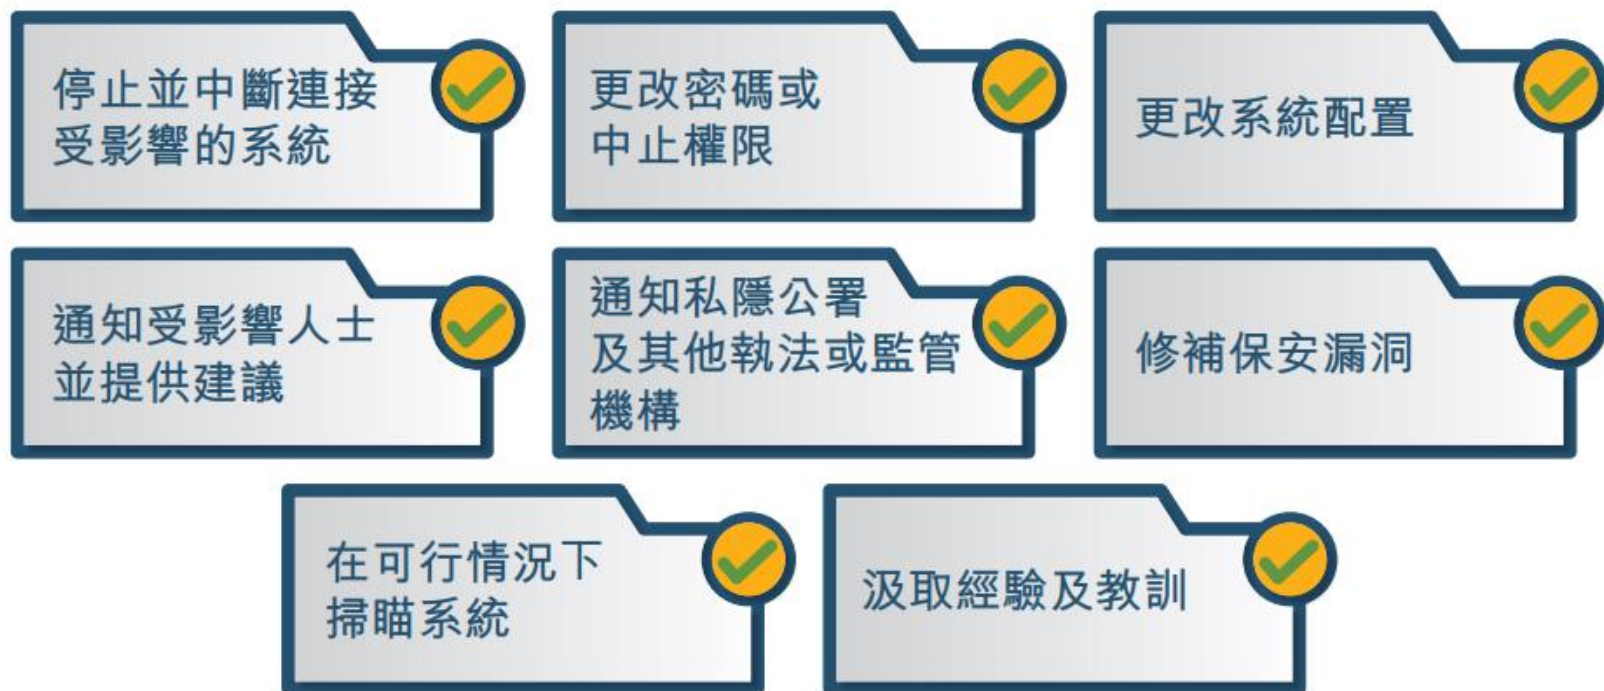 停止並中斷連接
受影響的系統
更改密碼或
中止權限
更改系統配置
通知受影響人士
並提供建議
通知私隱公署
及其他執法或監管
機構
修補保安漏洞
在可行情況下
掃瞄系統
汲取經驗及教訓